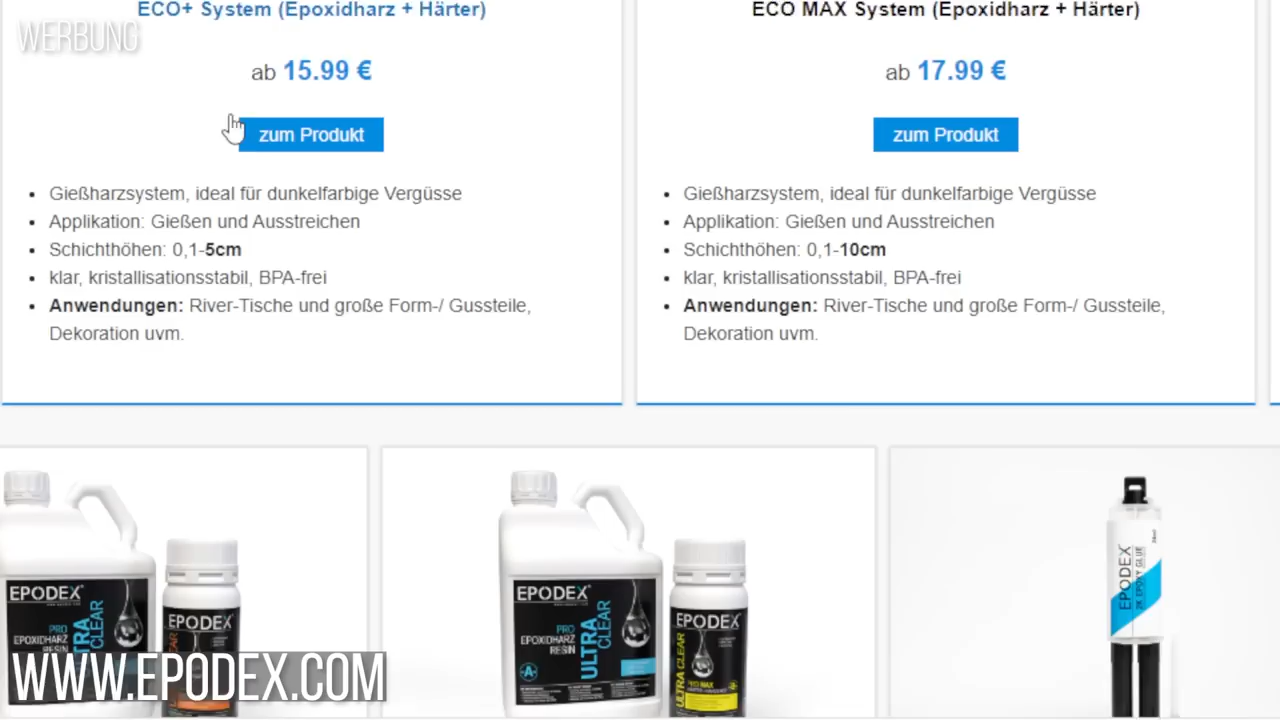 ECO+ System (Epoxidharz + Härter)
ECO MAX System (Epoxidharz + Härter)
WERBUNG
ab 15.99 €
ab 17.99 €
zum Produkt
zum Produkt
• Gießharzsystem, ideal für dunkelfarbige Vergüsse
• Applikation: Gießen und Ausstreichen
• Schichthöhen: 0,1-5cm
• klar, kristallisationsstabil, BPA-frei
• Anwendungen: River-Tische und große Form-/ Gussteile,
Dekoration uvm.
• Gießharzsystem, ideal für dunkelfarbige Vergüsse
• Applikation: Gießen und Ausstreichen
• Schichthöhen: 0,1-10cm
• klar, kristallisationsstabil, BPA-frei
• Anwendungen: River-Tische und große Form-/ Gussteile,
Dekoration uvm.
EPODEX
PRO
EPOXIDHARZ
RESIN
CLEAR
EPODEX
EPODEX
PRO
EPOXIDHARZ
RESIN
ULTRA
CLEAR
EPODEX
ULTRA CLEAR
PRO MAX
EPODEX
2K EPOXY GLUE
WWW.EPODEX.COM